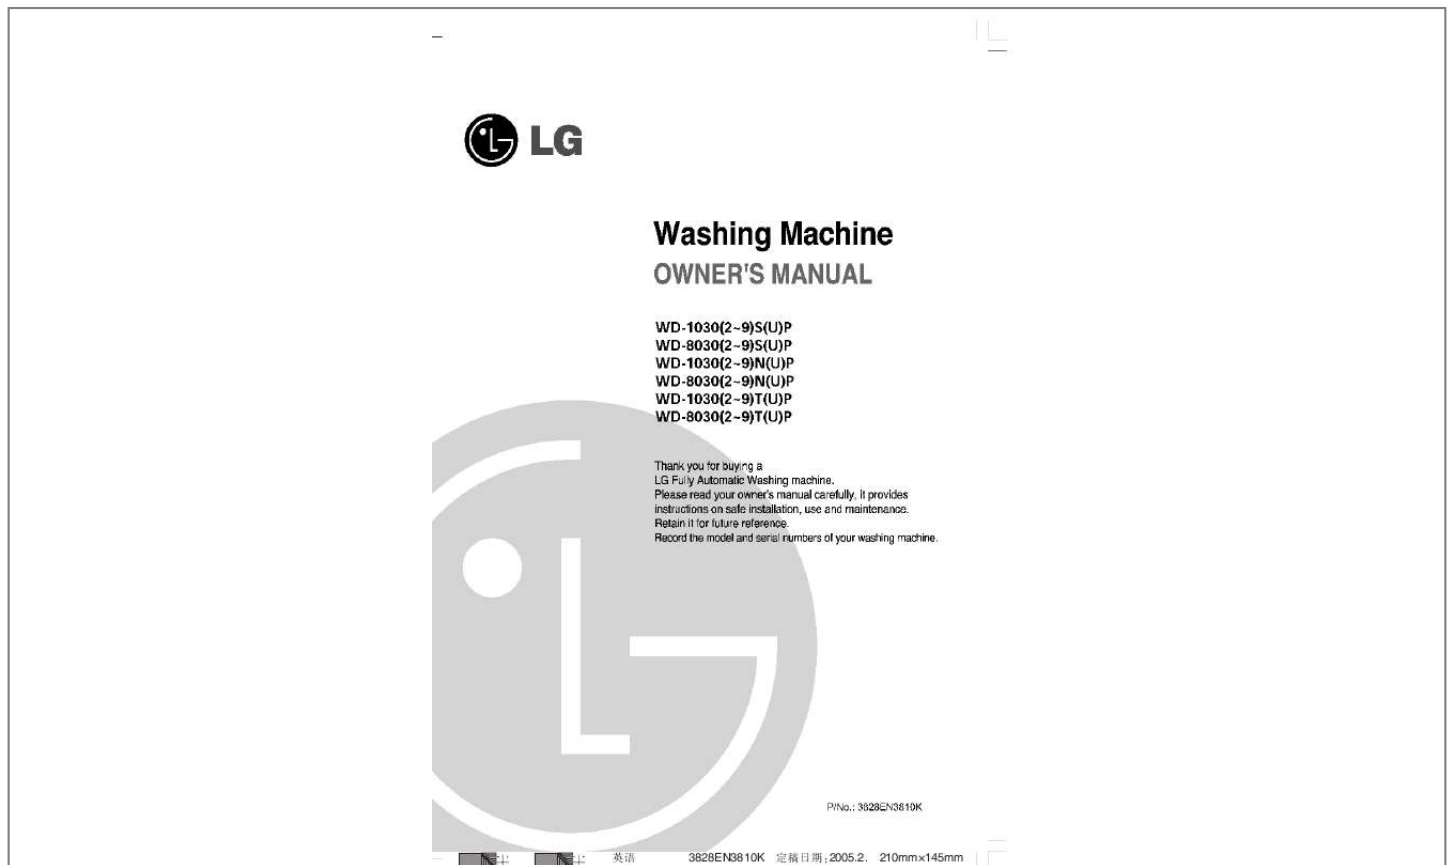 LG
Washing Machine
OWNER'S MANUAL
WD-1030(2~9)S(U)P
WD-8030(2~9)S(U)P
WD-1030(2~9)N(U)P
WD-8030(2~9)N(U)P
WD-1030(2~9)T(U)P
WD-8030(2~9)T(U)P
Thank you for buying a
LG Fully Automatic Washing machine.
Please read your owner's manual carefully, it provides
instructions on safe installation, use and maintenance.
Retain it for future reference.
Record the model and serial numbers of your washing machine.
P/No.: 3828EN3810K
英语 3828EN3810K 定稿日期:2005.2. 210mm×145mm